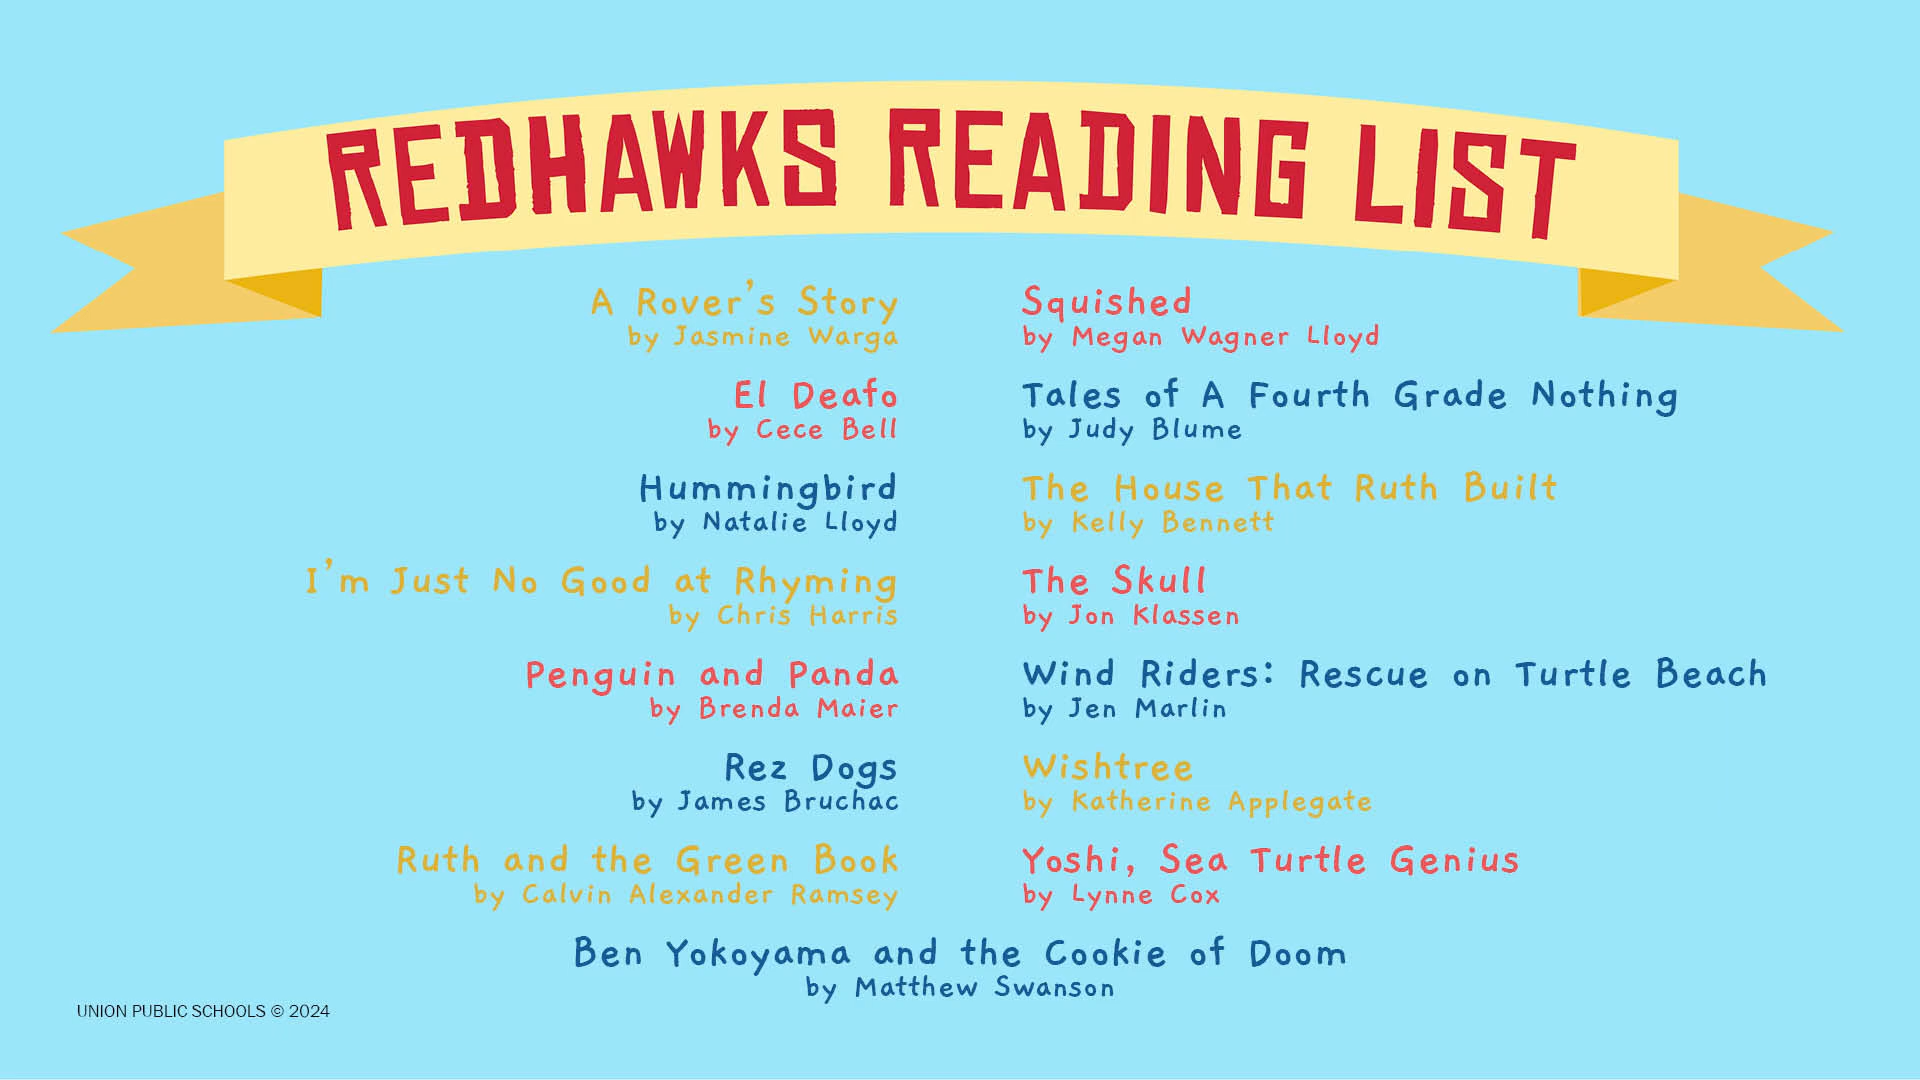 REDHAWKS READING LIST
A Rover's Story
by Jasmine Warga
El Deafo
by Cece Bell
Hummingbird
by Natalie Lloyd
I'm Just No Good at Rhyming
by Chris Harris
Penguin and Panda
by Brenda Maier
Rez Dogs
by James Bruchac
Ruth and the Green Book
by Calvin Alexander Ramsey
Squished
by Megan Wagner Lloyd
Tales of A Fourth Grade Nothing
by Judy Blume
The House That Ruth Built
by Kelly Bennett
The Skull
by Jon Klassen
Wind Riders: Rescue on Turtle Beach
by Jen Marlin
Wishtree
by Katherine Applegate
Yoshi, Sea Turtle Genius
by Lynne Cox
Ben Yokoyama and the Cookie of Doom
by Matthew Swanson
UNION PUBLIC SCHOOLS © 2024